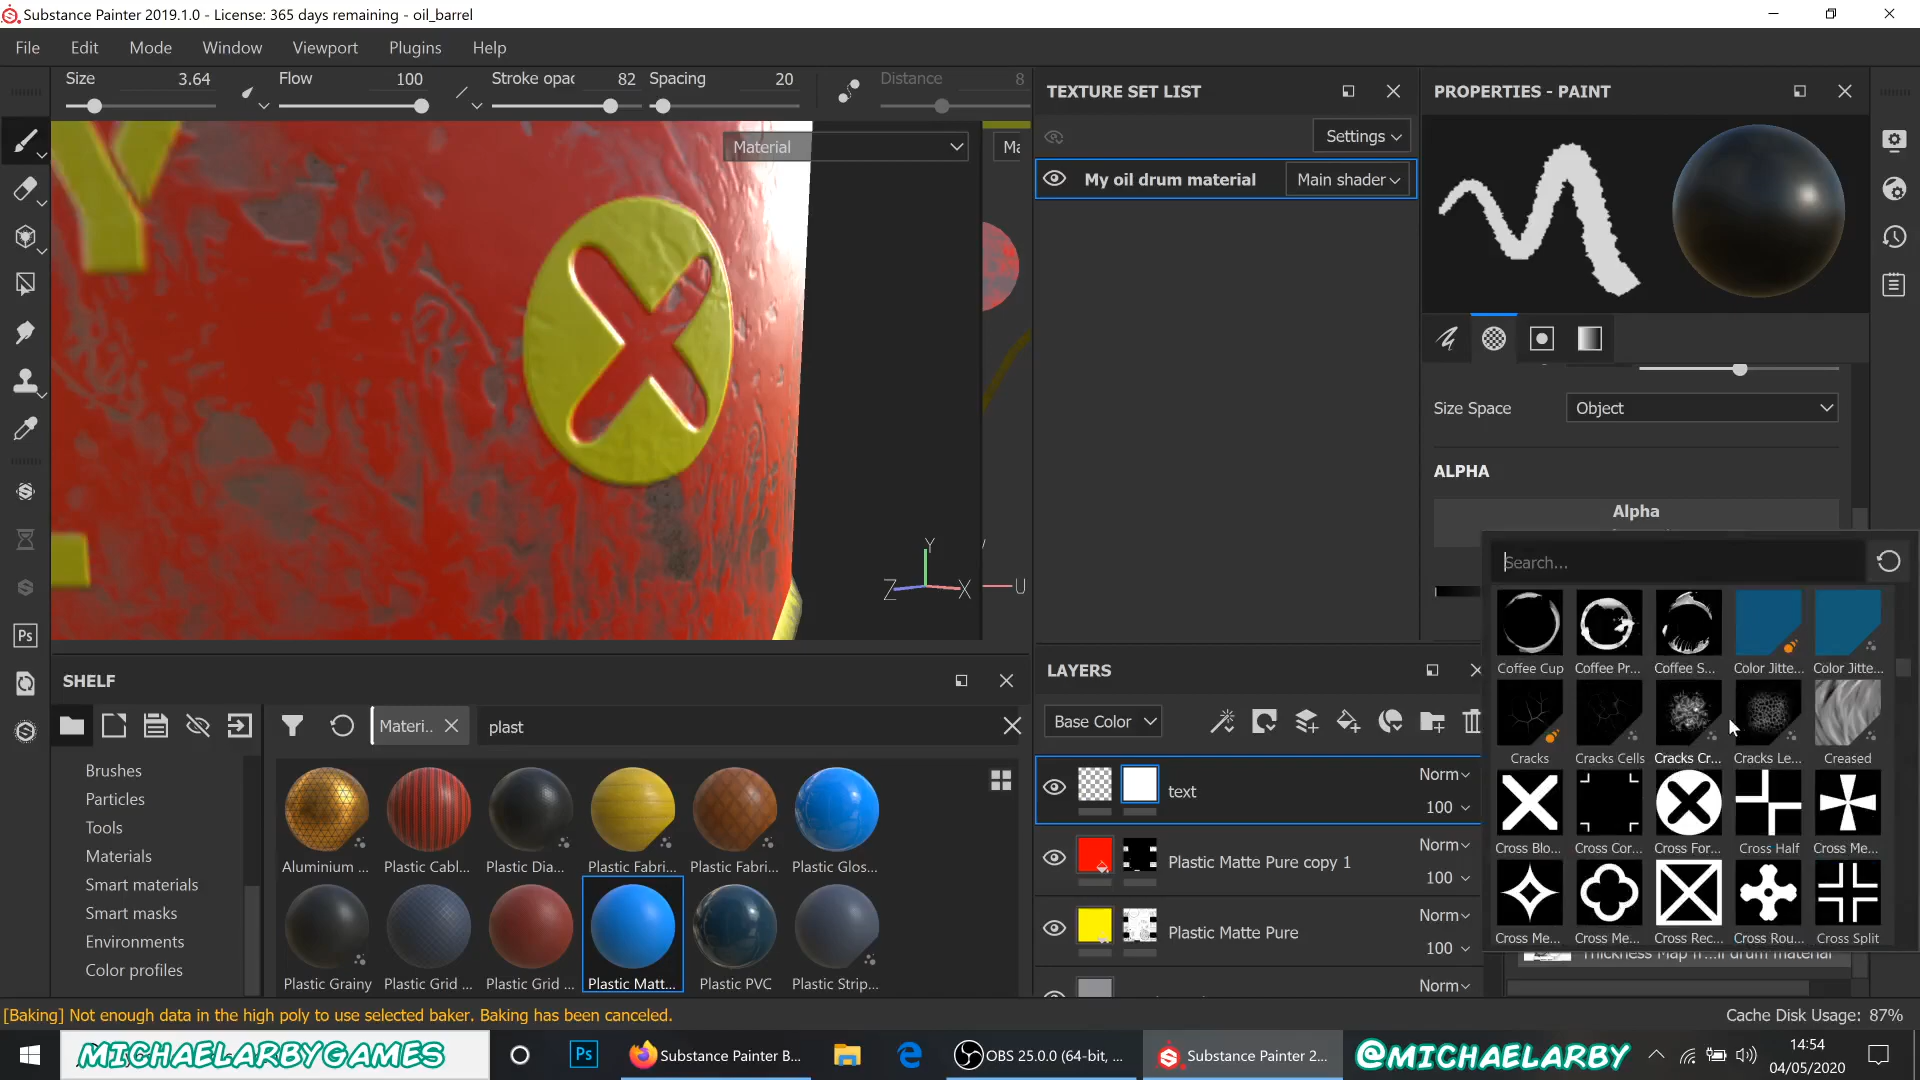 Substance Painter 2019.1.0 - License: 365 days remaining - oil_barrel
File Edit Mode Window Viewport Plugins Help
Size 3.64 Flow 100 Stroke opac 82 Spacing 20 Distance 8
TEXTURE SET LIST
PROPERTIES - PAINT
Material
Ma
Settings
My oil drum material Main shader
Size Space Object
ALPHA
Alpha
Search...
Y
Z X U
Coffee Cup Coffee Pr... Coffee S... Color Jitte... Color Jitte...
Cracks Cracks Cells Cracks Cr... Cracks Le... Creased
Cross Blo... Cross Cor... Cross For... Cross Half Cross Me...
Cross Me... Cross Me... Cross Rec... Cross Rou... Cross Split
SHELF
LAYERS
Materi.. plast
Base Color
Brushes
Particles
Tools
Materials
Smart materials
Smart masks
Environments
Color profiles
Aluminium ... Plastic Cabl... Plastic Dia... Plastic Fabri... Plastic Fabri... Plastic Glos...
Plastic Grainy Plastic Grid ... Plastic Grid ... Plastic Matt... Plastic PVC Plastic Strip...
text Norm 100
Plastic Matte Pure copy 1 Norm 100
Plastic Matte Pure Norm 100
Norm
[Baking] Not enough data in the high poly to use selected baker. Baking has been canceled.
Cache Disk Usage: 87%
MICHAELARBYGAMES
Ps
Substance Painter B...
OBS 25.0.0 (64-bit, ...
Substance Painter 2...
@MICHAELARBY
14:54
04/05/2020